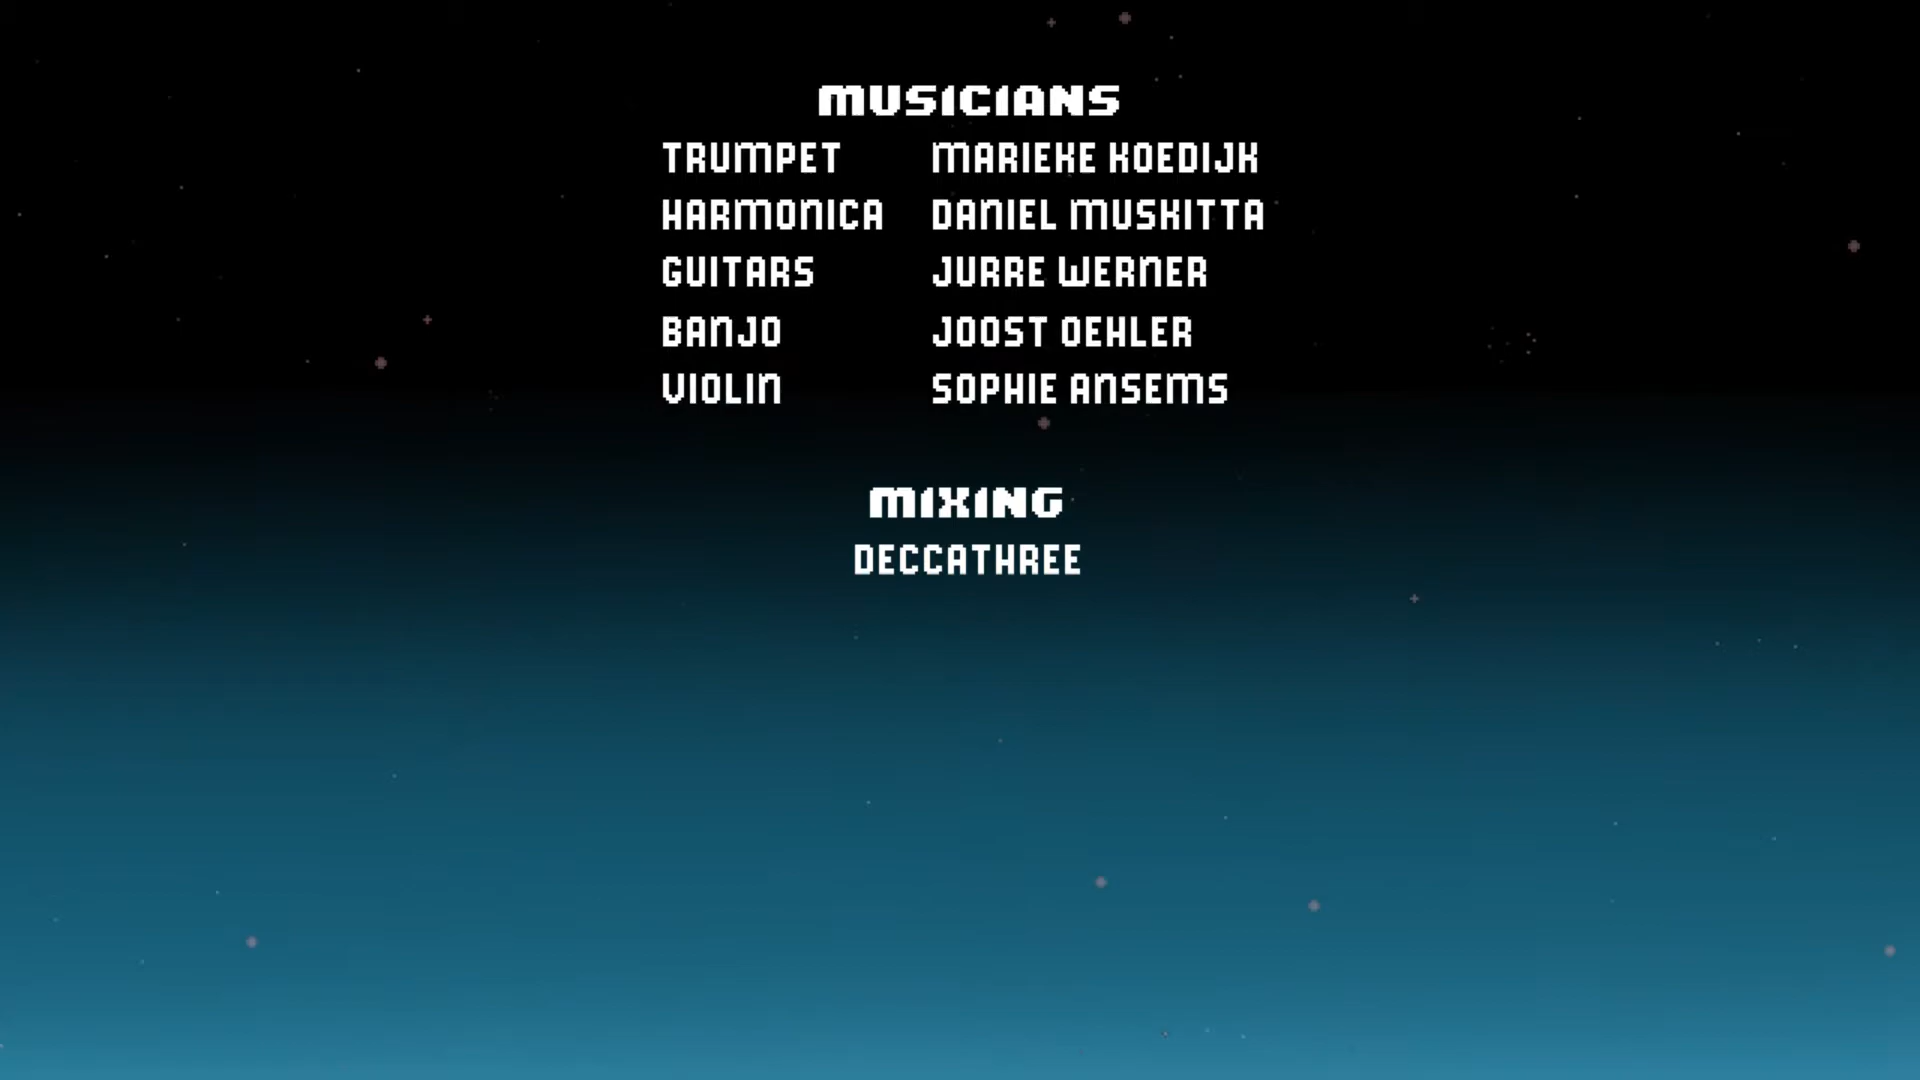 MUSICIANS
TRUMPET MARIEKE KOEDIJK
HARMONICA DANIEL MUSKITTA
GUITARS JURRE WERNER
BANJO JOOST OEHLER
VIOLIN SOPHIE ANSEMS
MIXING
DECCATHREE